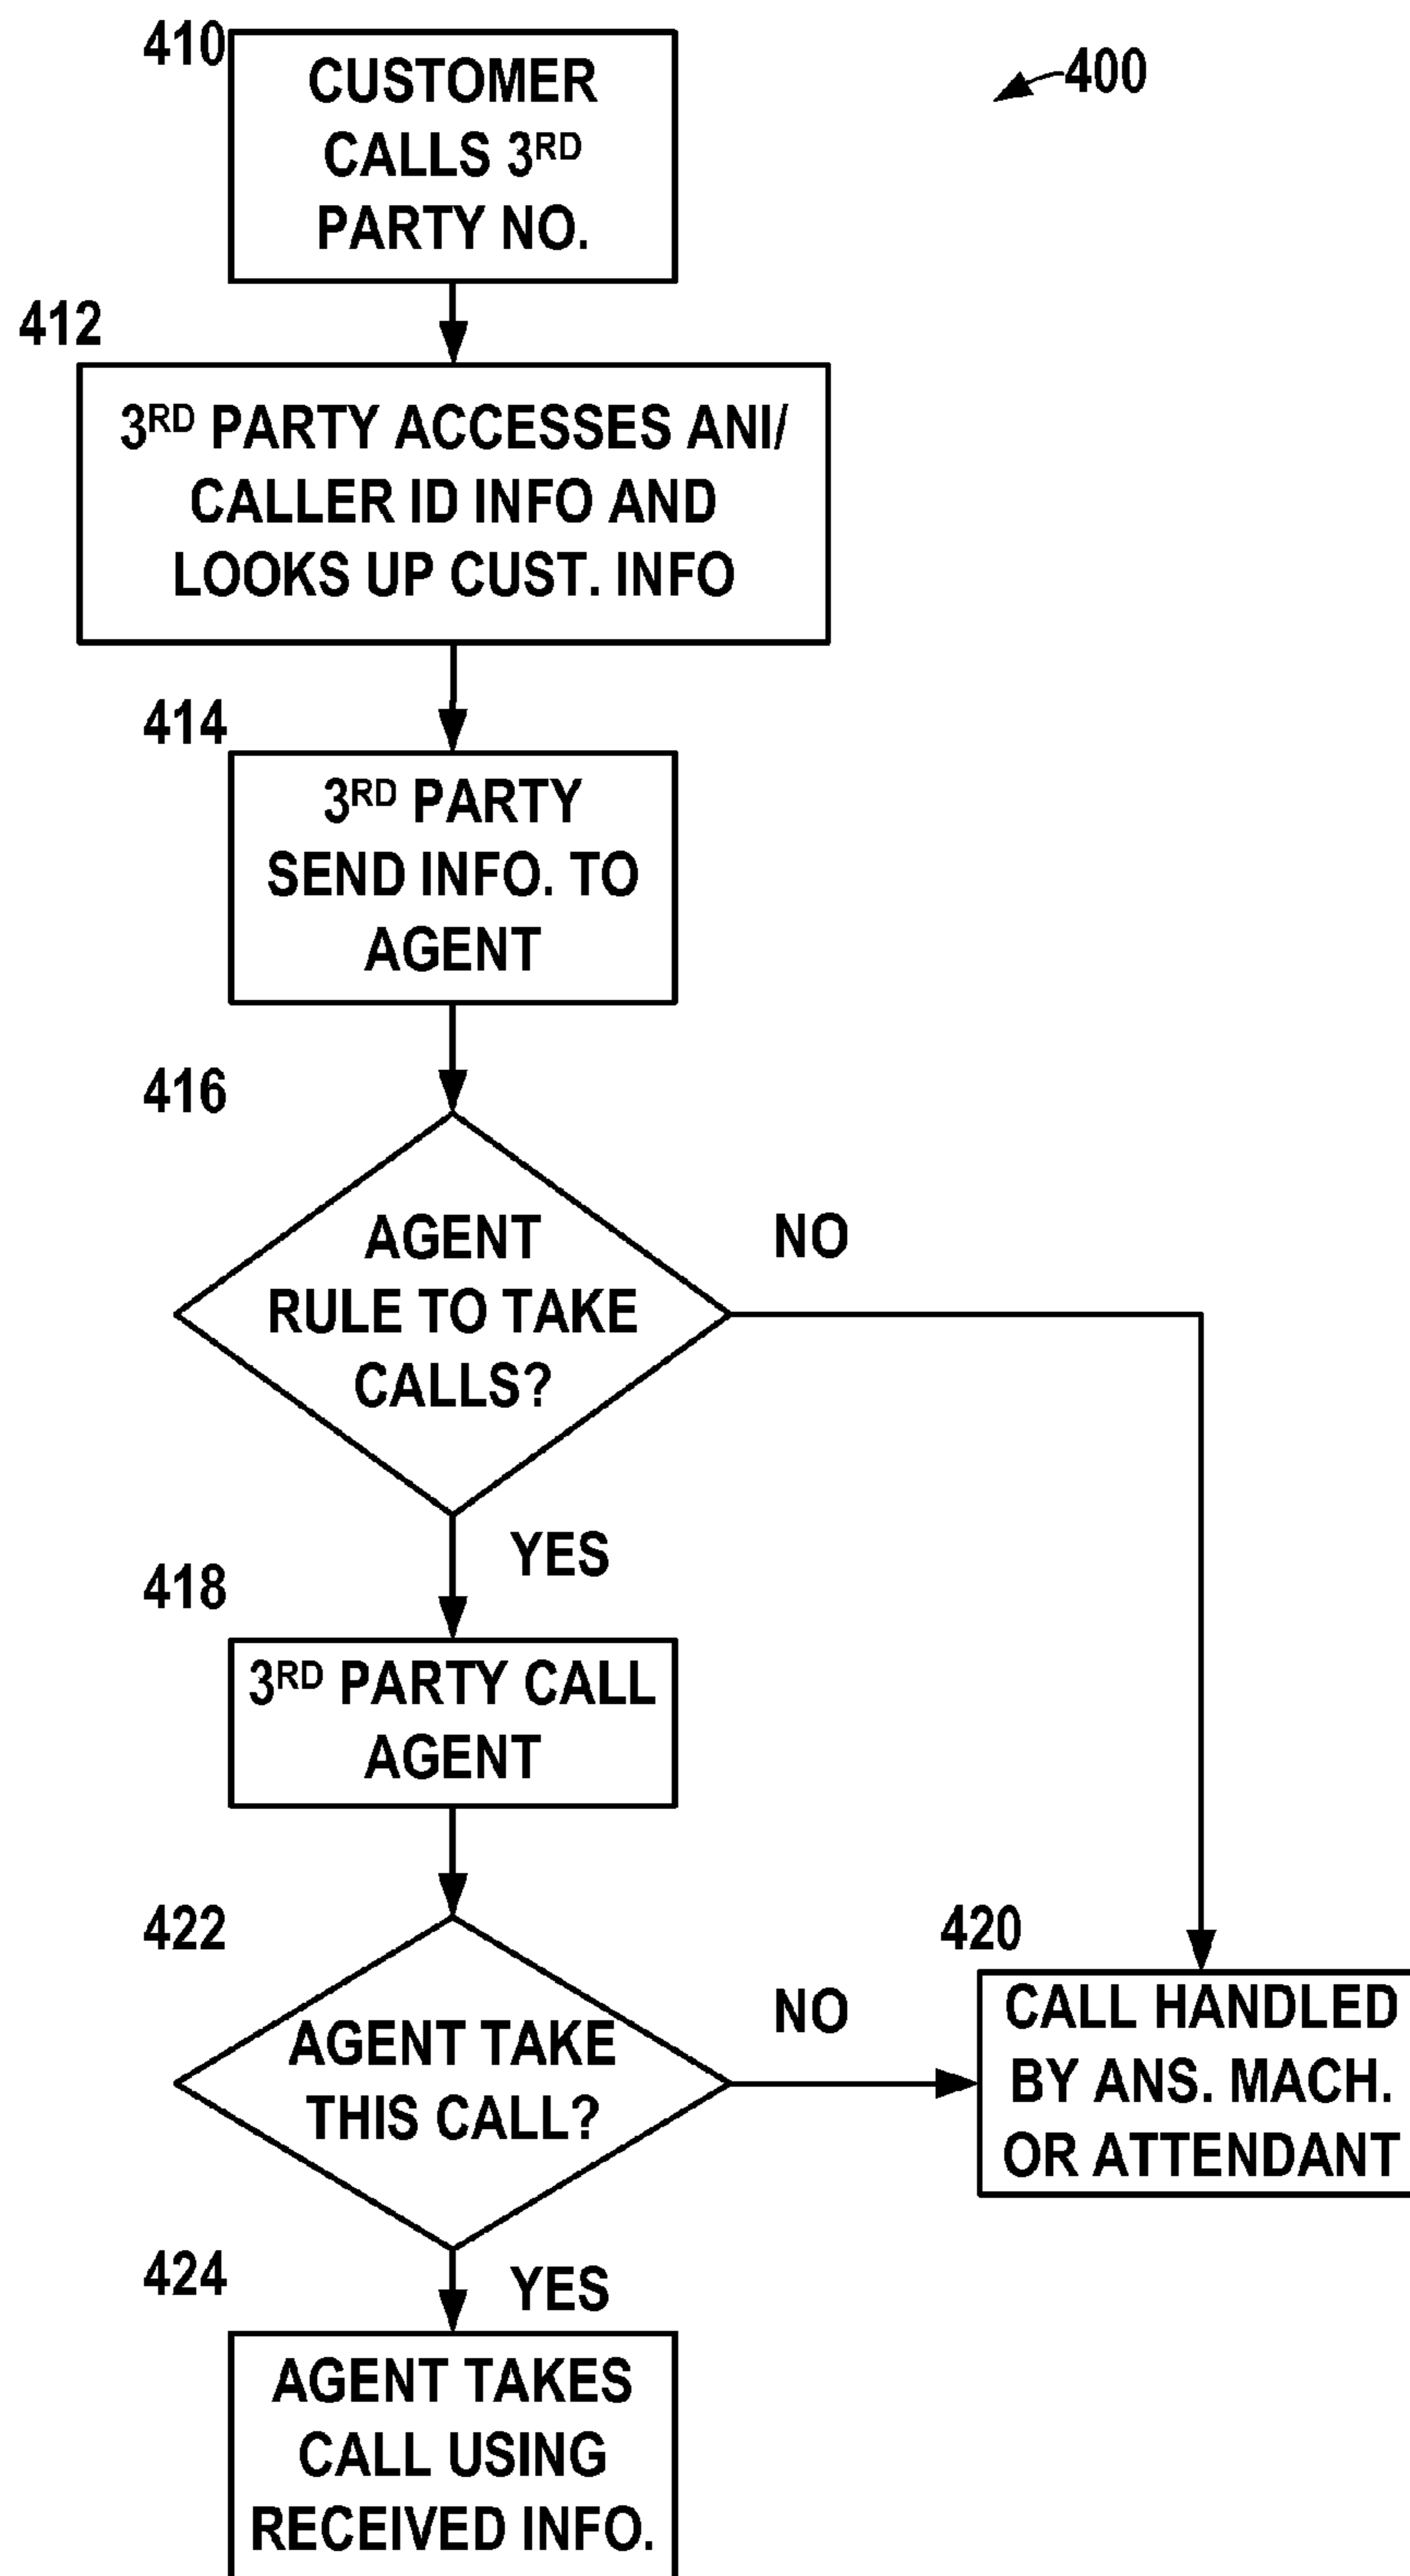 410
CUSTOMER
CALLS 3RD
PARTY NO.
400
412
3RD PARTY ACCESSES ANI/
CALLER ID INFO AND
LOOKS UP CUST. INFO
414
3RD PARTY
SEND INFO. TO
AGENT
416
AGENT
RULE TO TAKE
CALLS?
NO
YES
418
3RD PARTY CALL
AGENT
422
AGENT TAKE
THIS CALL?
NO
420
CALL HANDLED
BY ANS. MACH.
OR ATTENDANT
YES
424
AGENT TAKES
CALL USING
RECEIVED INFO.